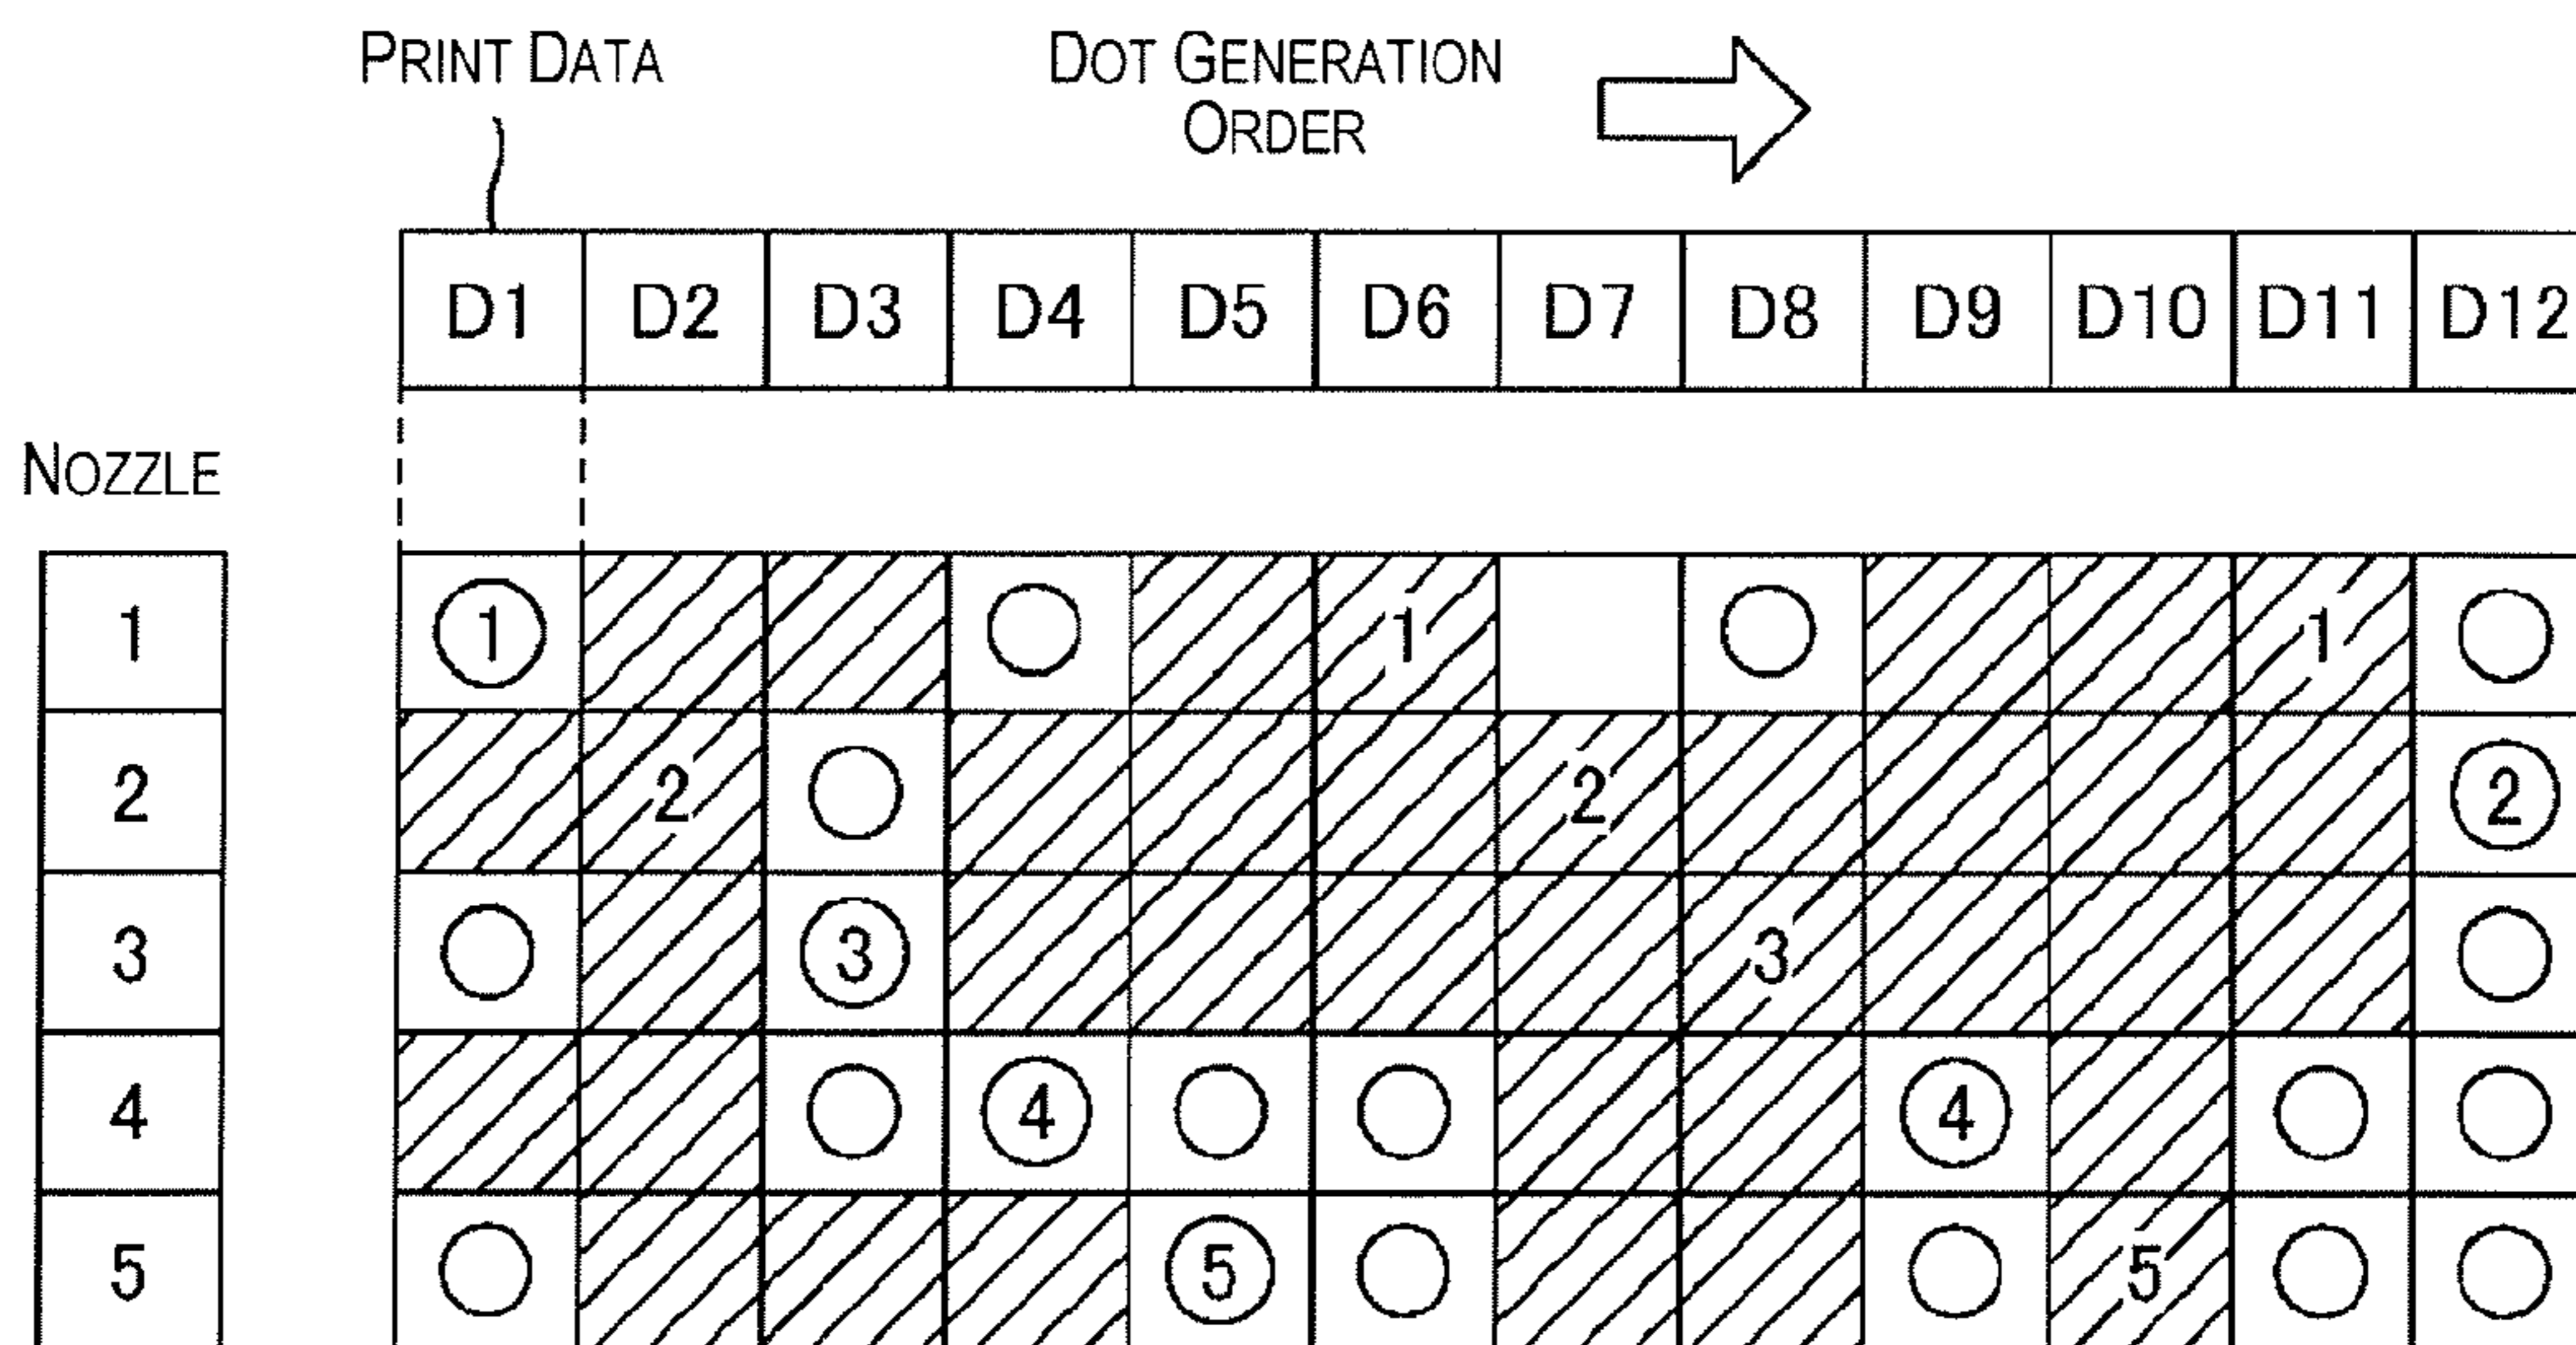 PRINT DATA
DOT GENERATION
ORDER
D1 D2 D3 D4 D5 D6 D7 D8 D9 D10 D11 D12
NOZZLE
1 1 1 1
2 2 2 2
3 3 3
4 4 4
5 5 5